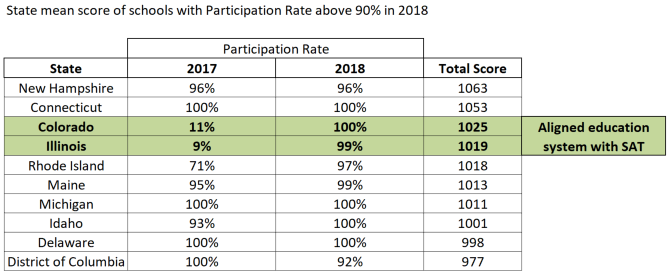 State mean score of schools with Participation Rate above 90% in 2018
Participation Rate
State 2017 2018 Total Score
New Hampshire 96% 96% 1063
Connecticut 100% 100% 1053
Colorado 11% 100% 1025 Aligned education
Illinois 9% 99% 1019 system with SAT
Rhode Island 71% 97% 1018
Maine 95% 99% 1013
Michigan 100% 100% 1011
Idaho 93% 100% 1001
Delaware 100% 100% 998
District of Columbia 100% 92% 977